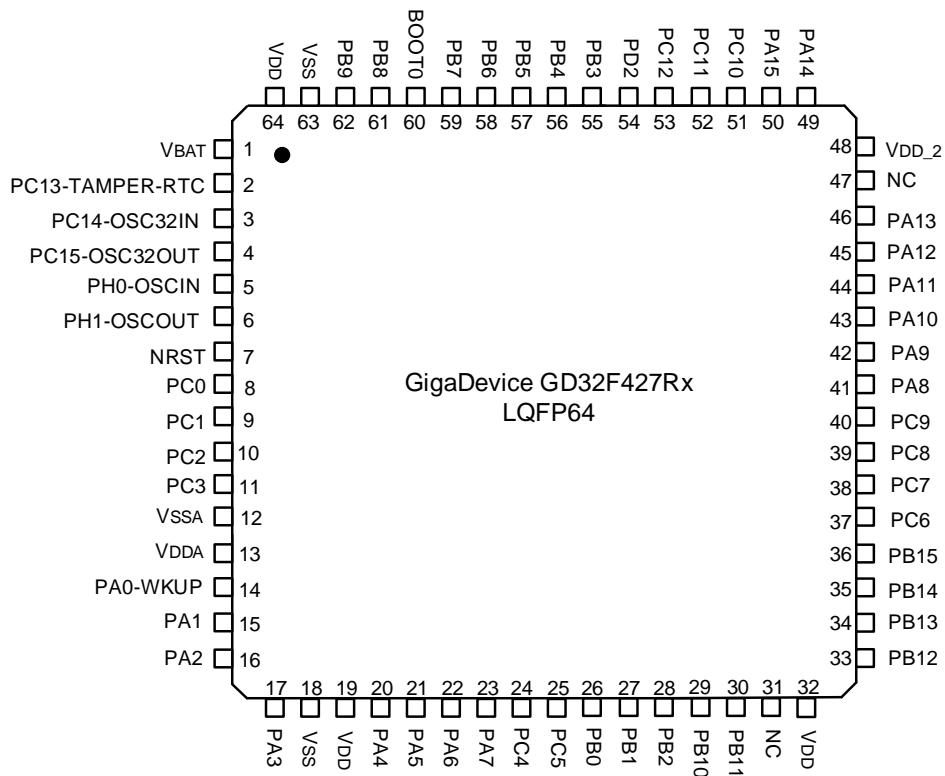 VDD
VSS
PB9
PB8
BOOT0
PB7
PB6
PB5
PB4
PB3
PD2
PC12
PC11
PC10
PA15
PA14
64 63 62 61 60 59 58 57 56 55 54 53 52 51 50 49
VBAT 1
PC13-TAMPER-RTC 2
PC14-OSC32IN 3
PC15-OSC32OUT 4
PH0-OSCIN 5
PH1-OSCOUT 6
NRST 7
PC0 8
PC1 9
PC2 10
PC3 11
VSSA 12
VDDA 13
PA0-WKUP 14
PA1 15
PA2 16
GigaDevice GD32F427Rx
LQFP64
48 VDD_2
47 NC
46 PA13
45 PA12
44 PA11
43 PA10
42 PA9
41 PA8
40 PC9
39 PC8
38 PC7
37 PC6
36 PB15
35 PB14
34 PB13
33 PB12
17 18 19 20 21 22 23 24 25 26 27 28 29 30 31 32
PA3
VSS
VDD
PA4
PA5
PA6
PA7
PC4
PC5
PB0
PB1
PB2
PB10
PB11
NC
VDD